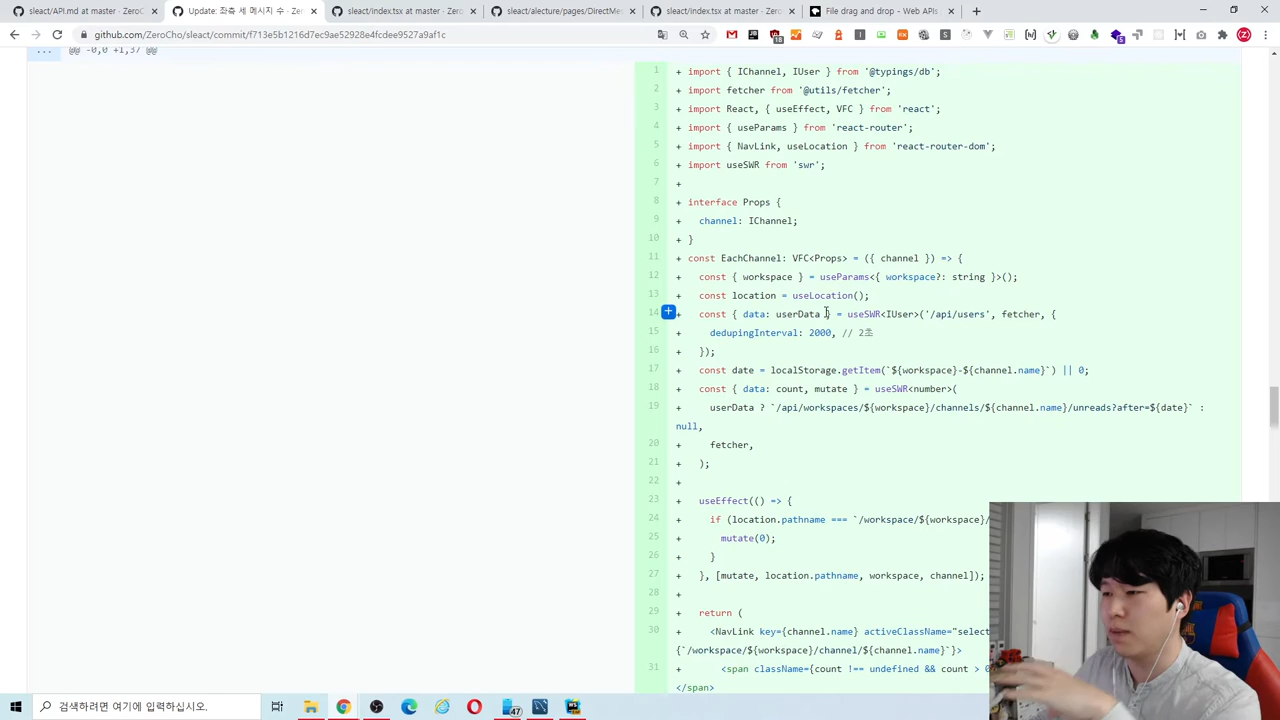 sleact/API.md at master · ZeroC
Update: 좌측 세 메시지 수 · Zero
sleact/index.tsx at master · Zero
sleact/alecture/pages/DirectMes
sleact/index.tsx at master · Zero
File drag and drop - Web APIs
github.com/ZeroCho/sleact/commit/f713e5b1216d7ec9ae52928e4fcdee9527a9af1c
... @@ -0,0 +1,37 @@
1 + import { IChannel, IUser } from '@typings/db';
2 + import fetcher from '@utils/fetcher';
3 + import React, { useEffect, VFC } from 'react';
4 + import { useParams } from 'react-router';
5 + import { NavLink, useLocation } from 'react-router-dom';
6 + import useSWR from 'swr';
7 +
8 + interface Props {
9 + channel: IChannel;
10 + }
11 + const EachChannel: VFC<Props> = ({ channel }) => {
12 + const { workspace } = useParams<{ workspace?: string }>();
13 + const location = useLocation();
14 + const { data: userData } = useSWR<IUser>('/api/users', fetcher, {
15 + dedupingInterval: 2000, // 2초
16 + });
17 + const date = localStorage.getItem(`${workspace}-${channel.name}`) || 0;
18 + const { data: count, mutate } = useSWR<number>(
19 + userData ? `/api/workspaces/${workspace}/channels/${channel.name}/unreads?after=${date}` :
null,
20 + fetcher,
21 + );
22 +
23 + useEffect(() => {
24 + if (location.pathname === `/workspace/${workspace}/
25 + mutate(0);
26 + }
27 + }, [mutate, location.pathname, workspace, channel]);
28 +
29 + return (
30 + <NavLink key={channel.name} activeClassName="select
{`/workspace/${workspace}/channel/${channel.name}`}>
31 + <span className={count !== undefined && count > 0
</span>
검색하려면 여기에 입력하십시오.
47